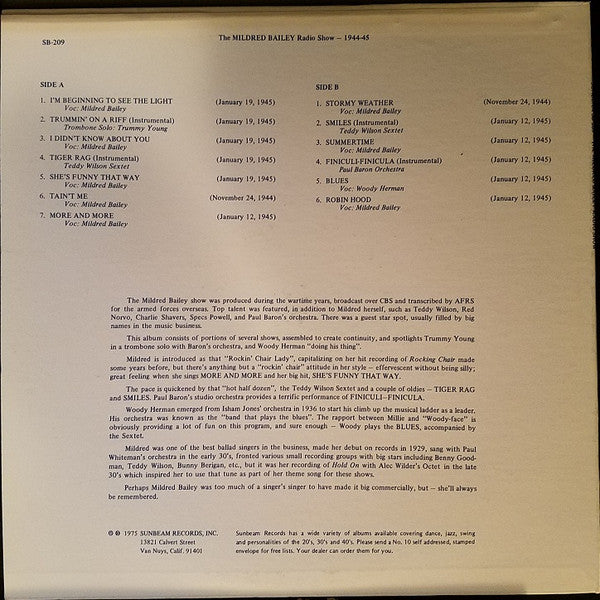 SB-209
The MILDRED BAILEY Radio Show – 1944-45
SIDE A
1. I'M BEGINNING TO SEE THE LIGHT (January 19, 1945)
Voc: Mildred Bailey
2. TRUMMIN' ON A RIFF (Instrumental) (January 19, 1945)
Trombone Solo: Trummy Young
3. I DIDN'T KNOW ABOUT YOU (January 19, 1945)
Voc: Mildred Bailey
4. TIGER RAG (Instrumental) (January 19, 1945)
Teddy Wilson Sextet
5. SHE'S FUNNY THAT WAY (January 19, 1945)
Voc: Mildred Bailey
6. TAIN'T ME (November 24, 1944)
Voc: Mildred Bailey
7. MORE AND MORE (January 12, 1945)
Voc: Mildred Bailey
SIDE B
1. STORMY WEATHER (November 24, 1944)
Voc: Mildred Bailey
2. SMILES (Instrumental) (January 12, 1945)
Teddy Wilson Sextet
3. SUMMERTIME (January 12, 1945)
Voc: Mildred Bailey
4. FINICULI-FINICULA (Instrumental) (January 12, 1945)
Paul Baron Orchestra
5. BLUES (January 12, 1945)
Voc: Woody Herman
6. ROBIN HOOD (January 12, 1945)
Voc: Mildred Bailey
The Mildred Bailey show was produced during the wartime years, broadcast over CBS and transcribed by AFRS
for the armed forces overseas. Top talent was featured, in addition to Mildred herself, such as Teddy Wilson, Red
Norvo, Charlie Shavers, Specs Powell, and Paul Baron's orchestra. There was a guest star spot, usually filled by big
names in the music business.
This album consists of portions of several shows, assembled to create continuity, and spotlights Trummy Young
in a trombone solo with Baron's orchestra, and Woody Herman "doing his thing".
Mildred is introduced as that "Rockin' Chair Lady", capitalizing on her hit recording of Rocking Chair made
some years before, but there's anything but a "rockin' chair" attitude in her style – effervescent without being silly;
great feeling when she sings MORE AND MORE and her big hit, SHE'S FUNNY THAT WAY.
The pace is quickened by that "hot half dozen", the Teddy Wilson Sextet and a couple of oldies – TIGER RAG
and SMILES. Paul Baron's studio orchestra provides a terrific performance of FINICULI–FINICULA.
Woody Herman emerged from Isham Jones' orchestra in 1936 to start his climb up the musical ladder as a leader.
His orchestra was known as the "band that plays the blues". The rapport between Millie and "Woody-face" is
obviously providing a lot of fun on this program, and sure enough – Woody plays the BLUES, accompanied by
the Sextet.
Mildred was one of the best ballad singers in the business, made her debut on records in 1929, sang with Paul
Whiteman's orchestra in the early 30's, fronted various small recording groups with big stars including Benny Good-
man, Teddy Wilson, Bunny Berigan, etc., but it was her recording of Hold On with Alec Wilder's Octet in the late
30's which inspired her to use that tune as part of her theme song for these shows.
Perhaps Mildred Bailey was too much of a singer's singer to have made it big commercially, but – she'll always
be remembered.
© ℗ 1975 SUNBEAM RECORDS, INC.
13821 Calvert Street
Van Nuys, Calif. 91401
Sunbeam Records has a wide variety of albums available covering dance, jazz, swing
and personalities of the 20's, 30's and 40's. Please send a No. 10 self addressed, stamped
envelope for free lists. Your dealer can order them for you.